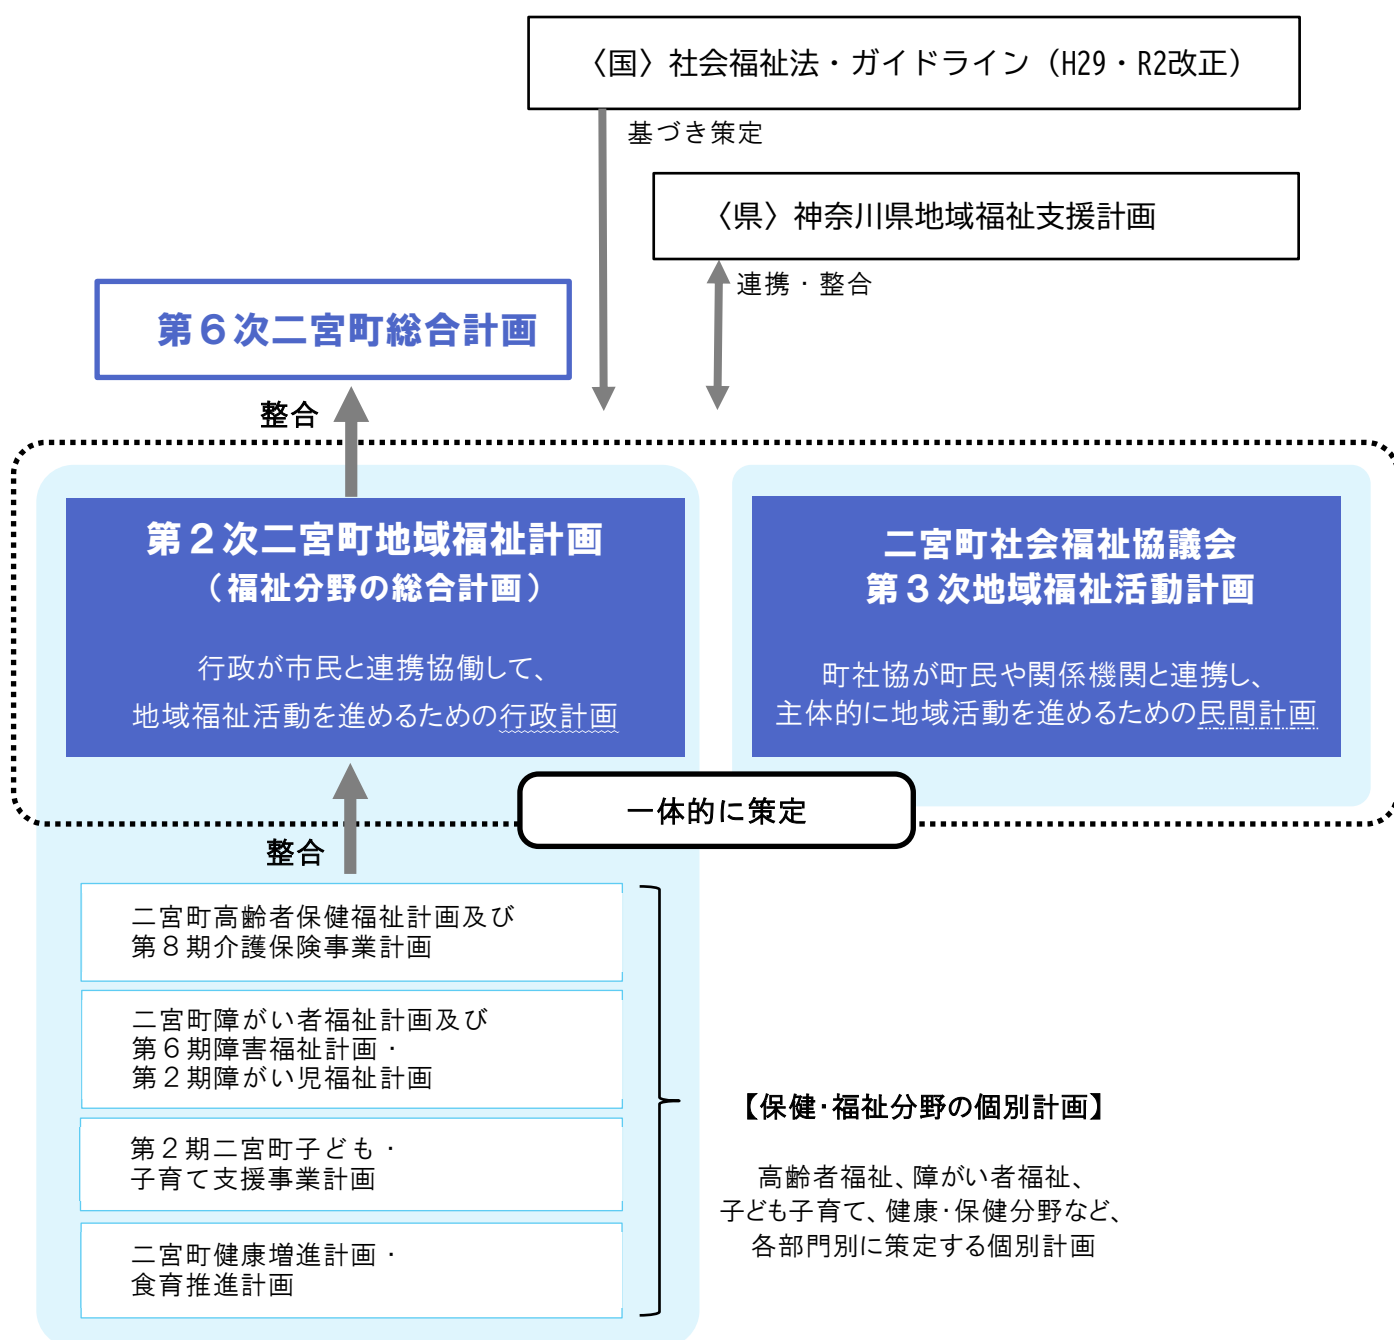 〈国〉社会福祉法・ガイドライン（H29・R2改正）
基づき策定
〈県〉神奈川県地域福祉支援計画
連携・整合
第６次二宮町総合計画
整合
第２次二宮町地域福祉計画
（福祉分野の総合計画）
行政が市民と連携協働して、
地域福祉活動を進めるための行政計画
二宮町社会福祉協議会
第３次地域福祉活動計画
町社協が町民や関係機関と連携し、
主体的に地域活動を進めるための民間計画
一体的に策定
整合
二宮町高齢者保健福祉計画及び
第８期介護保険事業計画
二宮町障がい者福祉計画及び
第６期障害福祉計画・
第２期障がい児福祉計画
第２期二宮町子ども・
子育て支援事業計画
二宮町健康増進計画・
食育推進計画
【保健・福祉分野の個別計画】
高齢者福祉、障がい者福祉、
子ども子育て、健康・保健分野など、
各部門別に策定する個別計画